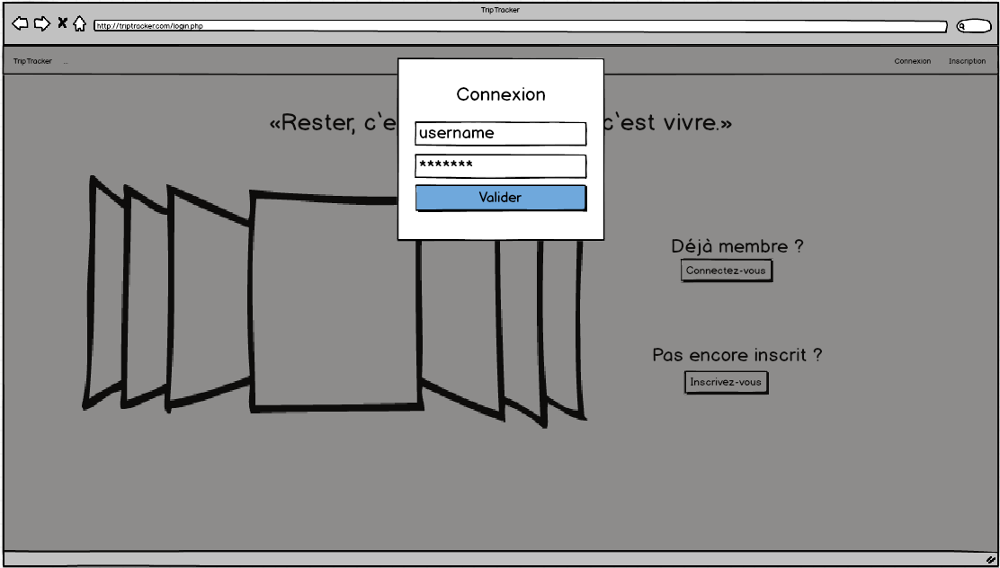 TripTracker
http://triptracker.com/login.php
TripTracker ... Connexion Inscription
Connexion
«Rester, c'e c'est vivre.»
username
*******
Valider
Déjà membre ?
Connectez-vous
Pas encore inscrit ?
Inscrivez-vous